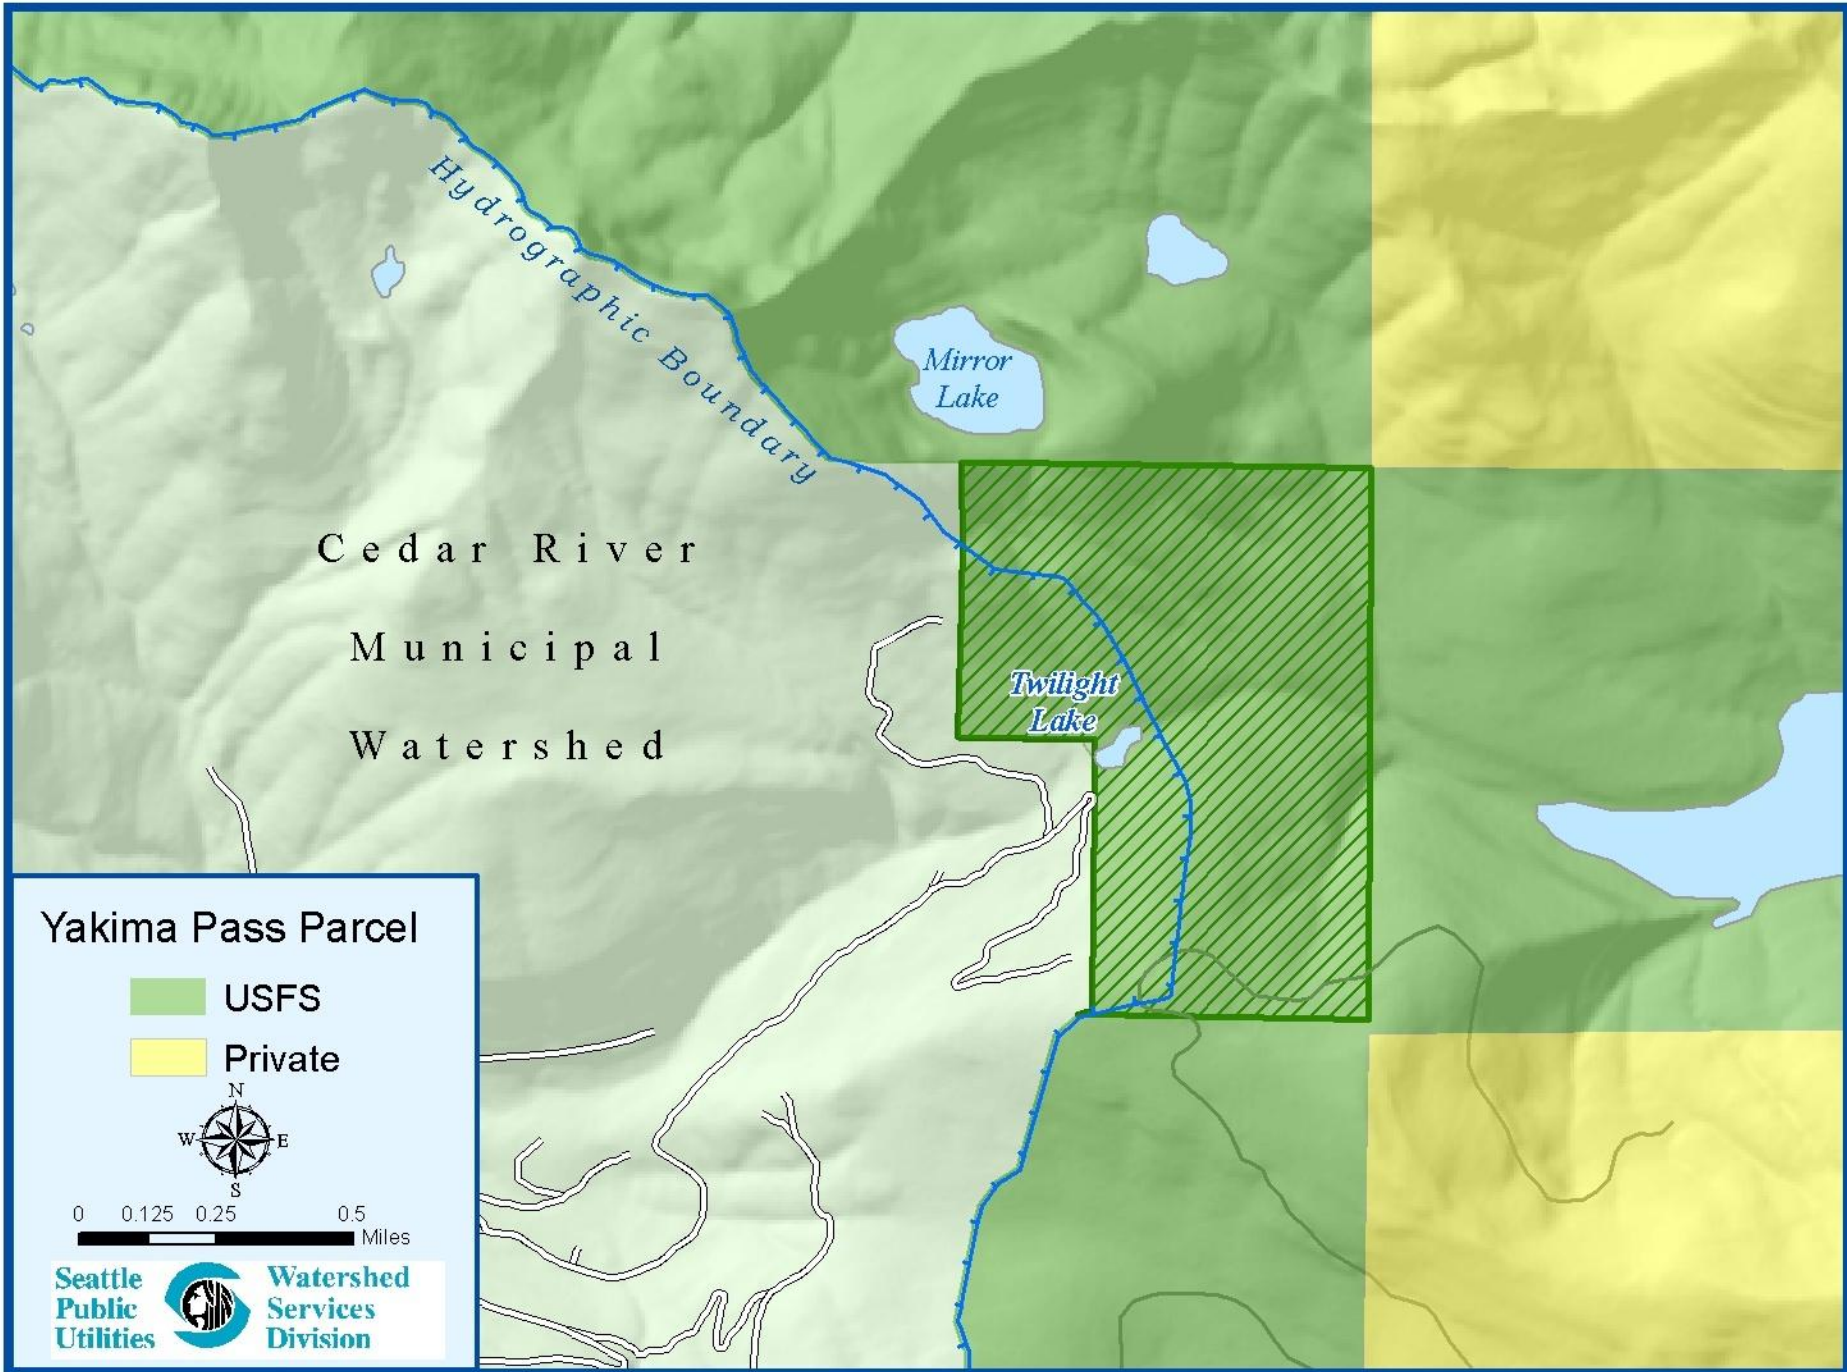 Hydrographic Boundary
Mirror
Lake
Cedar River
Municipal
Watershed
Twilight
Lake
Yakima Pass Parcel
USFS
Private
N
W E
S
0 0.125 0.25 0.5
Miles
Seattle
Public
Utilities
Watershed
Services
Division